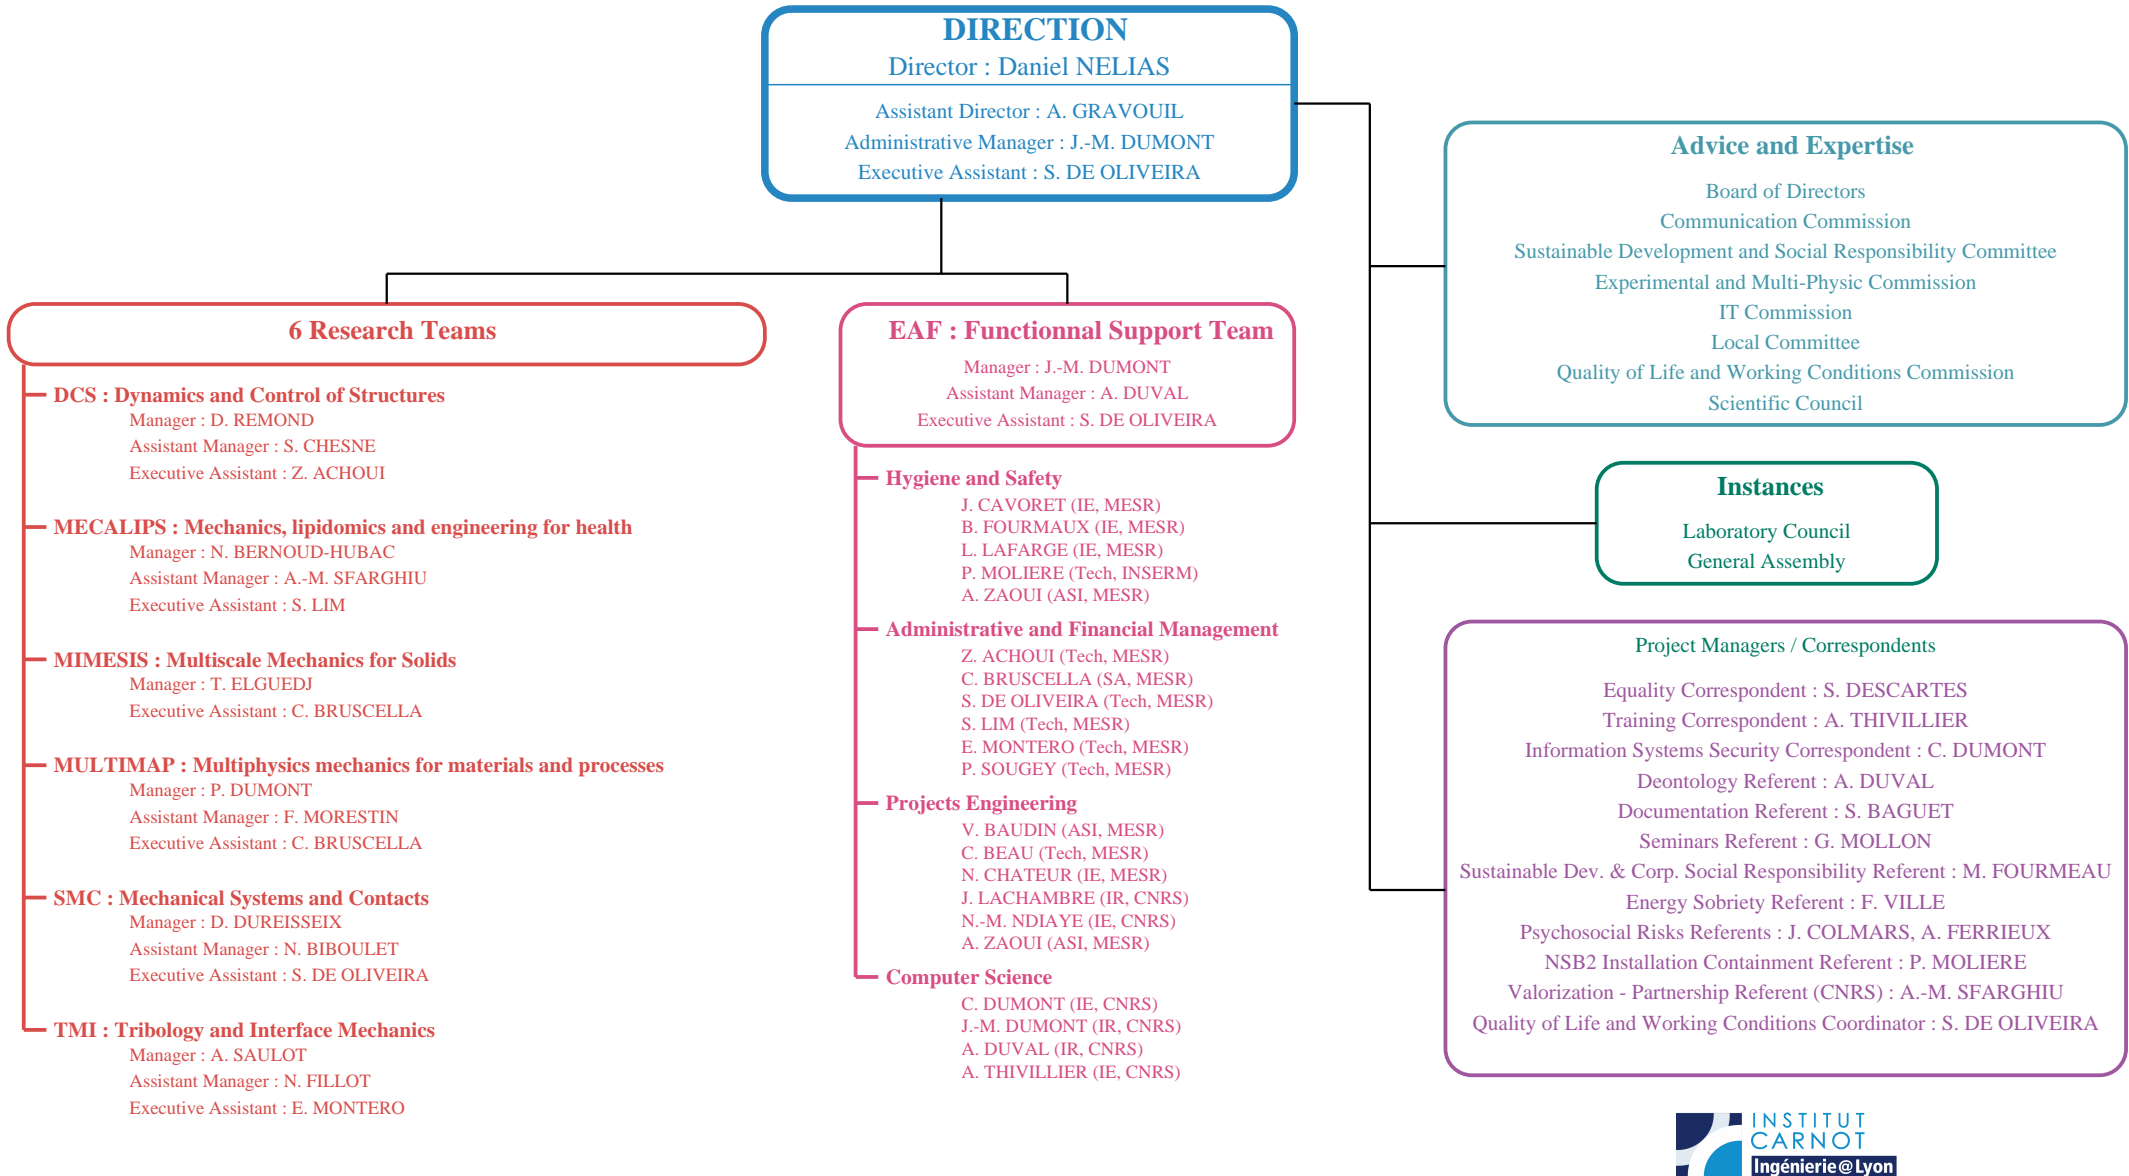 DIRECTION
Director : Daniel NELIAS
Assistant Director : A. GRAVOUIL
Administrative Manager : J.-M. DUMONT
Executive Assistant : S. DE OLIVEIRA
6 Research Teams
DCS : Dynamics and Control of Structures
Manager : D. REMOND
Assistant Manager : S. CHESNE
Executive Assistant : Z. ACHOUI
MECALIPS : Mechanics, lipidomics and engineering for health
Manager : N. BERNOUD-HUBAC
Assistant Manager : A.-M. SFARGHIU
Executive Assistant : S. LIM
MIMESIS : Multiscale Mechanics for Solids
Manager : T. ELGUEDJ
Executive Assistant : C. BRUSCELLA
MULTIMAP : Multiphysics mechanics for materials and processes
Manager : P. DUMONT
Assistant Manager : F. MORESTIN
Executive Assistant : C. BRUSCELLA
SMC : Mechanical Systems and Contacts
Manager : D. DUREISSEIX
Assistant Manager : N. BIBOULET
Executive Assistant : S. DE OLIVEIRA
TMI : Tribology and Interface Mechanics
Manager : A. SAULOT
Assistant Manager : N. FILLOT
Executive Assistant : E. MONTERO
EAF : Functionnal Support Team
Manager : J.-M. DUMONT
Assistant Manager : A. DUVAL
Executive Assistant : S. DE OLIVEIRA
Hygiene and Safety
J. CAVORET (IE, MESR)
B. FOURMAUX (IE, MESR)
L. LAFARGE (IE, MESR)
P. MOLIERE (Tech, INSERM)
A. ZAOUI (ASI, MESR)
Administrative and Financial Management
Z. ACHOUI (Tech, MESR)
C. BRUSCELLA (SA, MESR)
S. DE OLIVEIRA (Tech, MESR)
S. LIM (Tech, MESR)
E. MONTERO (Tech, MESR)
P. SOUGEY (Tech, MESR)
Projects Engineering
V. BAUDIN (ASI, MESR)
C. BEAU (Tech, MESR)
N. CHATEUR (IE, MESR)
J. LACHAMBRE (IR, CNRS)
N.-M. NDIAYE (IE, CNRS)
A. ZAOUI (ASI, MESR)
Computer Science
C. DUMONT (IE, CNRS)
J.-M. DUMONT (IR, CNRS)
A. DUVAL (IR, CNRS)
A. THIVILLIER (IE, CNRS)
Advice and Expertise
Board of Directors
Communication Commission
Sustainable Development and Social Responsibility Committee
Experimental and Multi-Physic Commission
IT Commission
Local Committee
Quality of Life and Working Conditions Commission
Scientific Council
Instances
Laboratory Council
General Assembly
Project Managers / Correspondents
Equality Correspondent : S. DESCARTES
Training Correspondent : A. THIVILLIER
Information Systems Security Correspondent : C. DUMONT
Deontology Referent : A. DUVAL
Documentation Referent : S. BAGUET
Seminars Referent : G. MOLLON
Sustainable Dev. & Corp. Social Responsibility Referent : M. FOURMEAU
Energy Sobriety Referent : F. VILLE
Psychosocial Risks Referents : J. COLMARS, A. FERRIEUX
NSB2 Installation Containment Referent : P. MOLIERE
Valorization - Partnership Referent (CNRS) : A.-M. SFARGHIU
Quality of Life and Working Conditions Coordinator : S. DE OLIVEIRA
INSTITUT
CARNOT
Ingénierie@Lyon